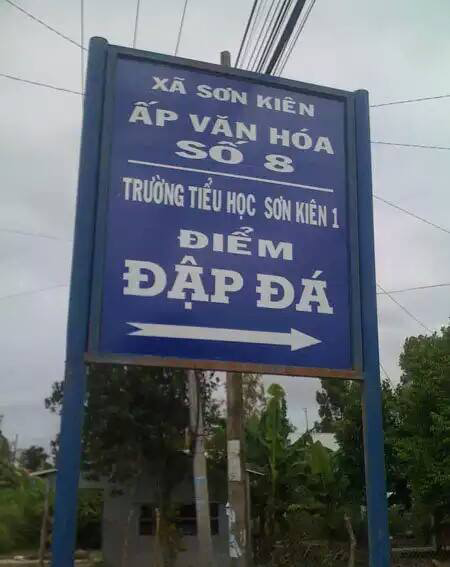 XÃ SƠN KIÊN
ẤP VĂN HÓA
SỐ 8
TRƯỜNG TIỂU HỌC SƠN KIÊN 1
ĐIỂM
ĐẬP ĐÁ